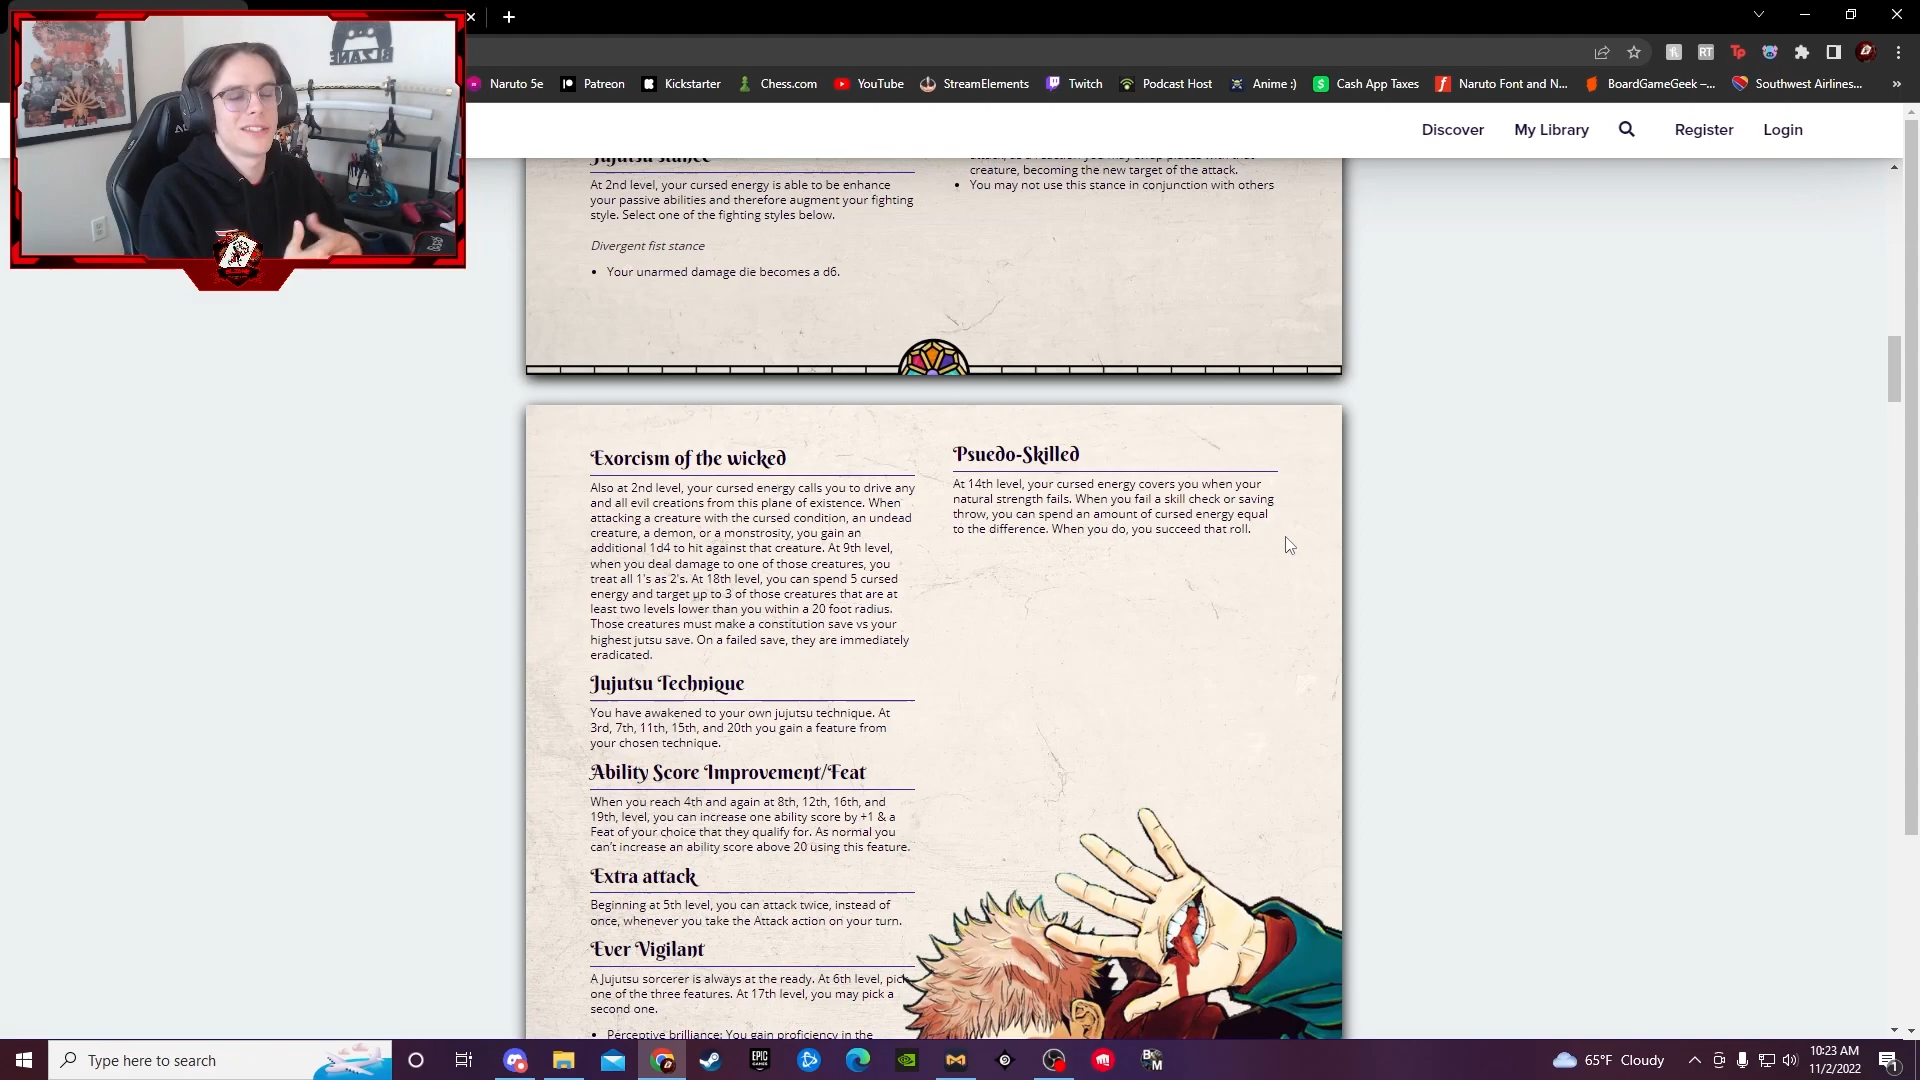 Naruto 5e
Patreon
Kickstarter
Chess.com
YouTube
StreamElements
Twitch
Podcast Host
Anime :)
Cash App Taxes
Naruto Font and N...
BoardGameGeek –...
Southwest Airlines...
Discover
My Library
Register
Login
Jujutsu stance
At 2nd level, your cursed energy is able to be enhance
your passive abilities and therefore augment your fighting
style. Select one of the fighting styles below.
Divergent fist stance
• Your unarmed damage die becomes a d6.
attack, as a reaction you may swap places with that
creature, becoming the new target of the attack.
• You may not use this stance in conjunction with others
Exorcism of the wicked
Also at 2nd level, your cursed energy calls you to drive any
and all evil creations from this plane of existence. When
attacking a creature with the cursed condition, an undead
creature, a demon, or a monstrosity, you gain an
additional 1d4 to hit against that creature. At 9th level,
when you deal damage to one of those creatures, you
treat all 1's as 2's. At 18th level, you can spend 5 cursed
energy and target up to 3 of those creatures that are at
least two levels lower than you within a 20 foot radius.
Those creatures must make a constitution save vs your
highest jutsu save. On a failed save, they are immediately
eradicated.
Jujutsu Technique
You have awakened to your own jujutsu technique. At
3rd, 7th, 11th, 15th, and 20th you gain a feature from
your chosen technique.
Ability Score Improvement/Feat
When you reach 4th and again at 8th, 12th, 16th, and
19th, level, you can increase one ability score by +1 & a
Feat of your choice that they qualify for. As normal you
can't increase an ability score above 20 using this feature.
Extra attack
Beginning at 5th level, you can attack twice, instead of
once, whenever you take the Attack action on your turn.
Ever Vigilant
A Jujutsu sorcerer is always at the ready. At 6th level, pick
one of the three features. At 17th level, you may pick a
second one.
• Perceptive brilliance: You gain proficiency in the
Psuedo-Skilled
At 14th level, your cursed energy covers you when your
natural strength fails. When you fail a skill check or saving
throw, you can spend an amount of cursed energy equal
to the difference. When you do, you succeed that roll.
Type here to search
65°F Cloudy
10:23 AM
11/2/2022